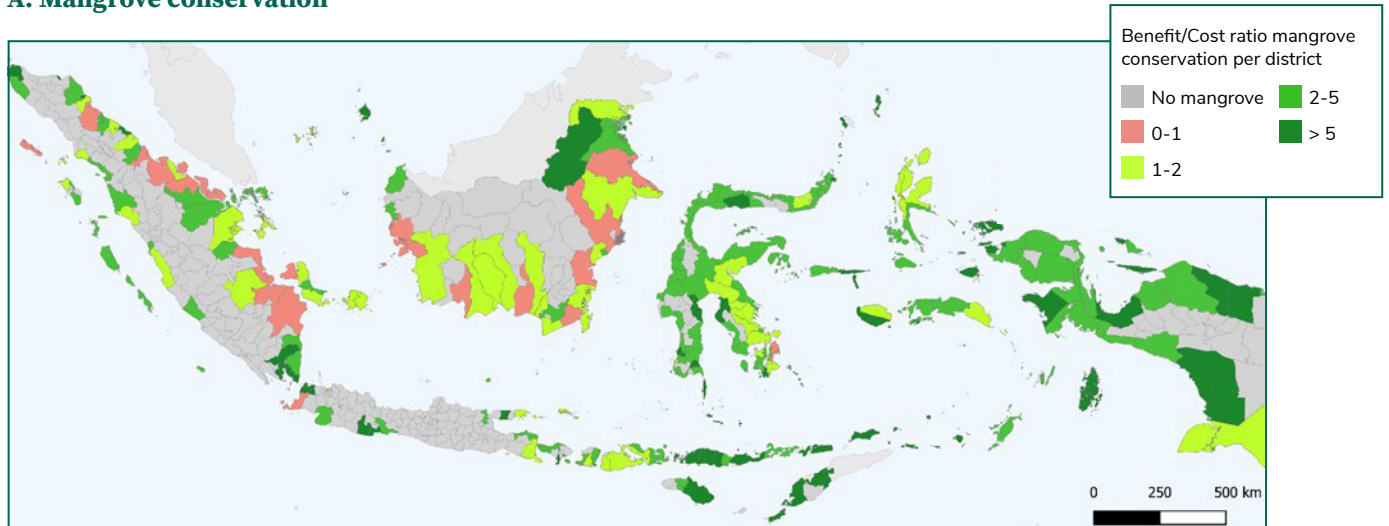 A. Mangrove conservation
Benefit/Cost ratio mangrove
conservation per district
No mangrove
0-1
1-2
2-5
> 5
0 250 500 km